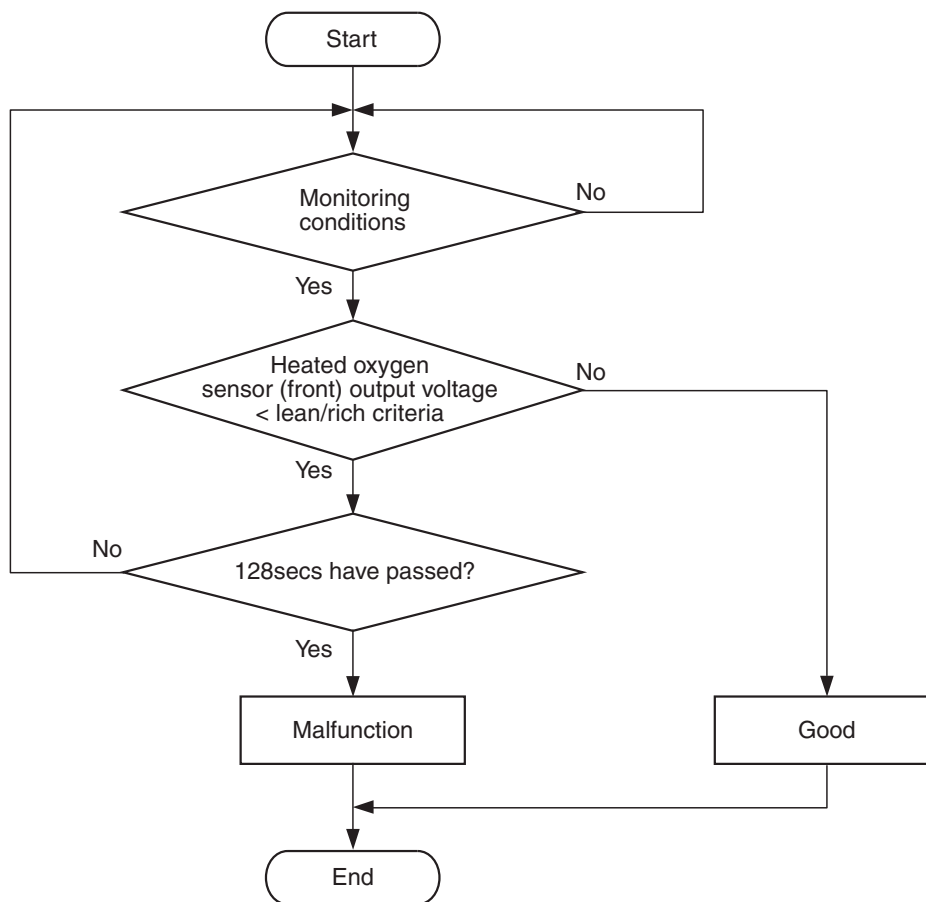 Start
Monitoring
conditions
No
Yes
Heated oxygen
sensor (front) output voltage
< lean/rich criteria
No
Yes
128secs have passed?
No
Yes
Malfunction
Good
End